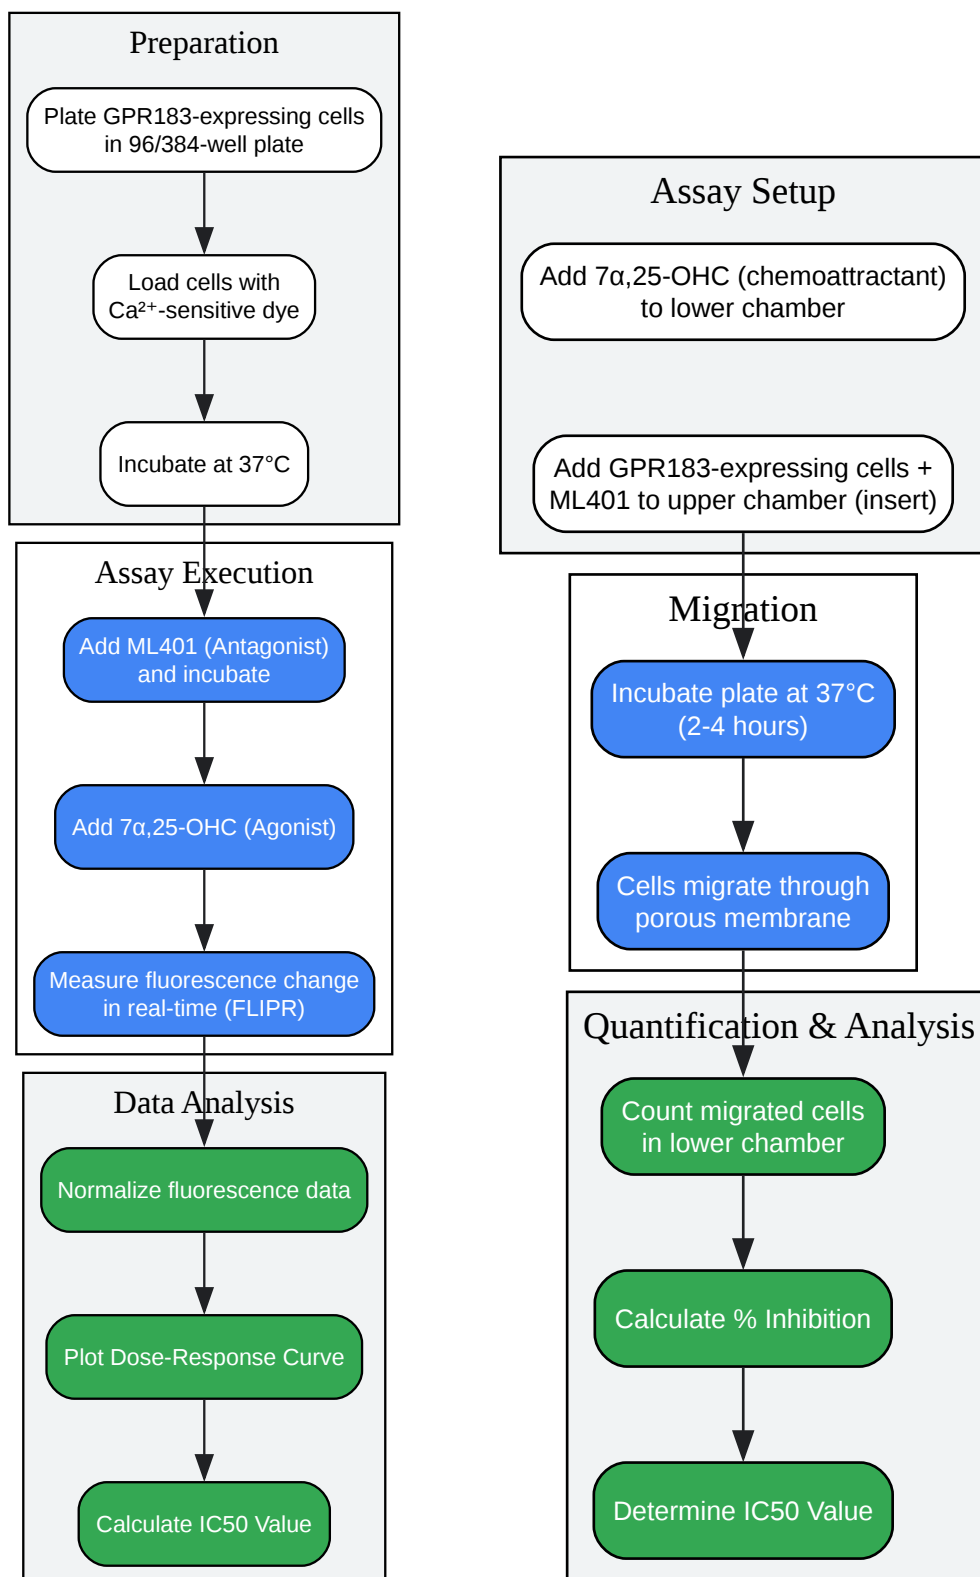 Preparation
Plate GPR183-expressing cells
in 96/384-well plate
Load cells with
Ca²⁺-sensitive dye
Incubate at 37°C
Assay Execution
Add ML401 (Antagonist)
and incubate
Add 7α,25-OHC (Agonist)
Measure fluorescence change
in real-time (FLIPR)
Data Analysis
Normalize fluorescence data
Plot Dose-Response Curve
Calculate IC50 Value
Assay Setup
Add 7α,25-OHC (chemoattractant)
to lower chamber
Add GPR183-expressing cells +
ML401 to upper chamber (insert)
Migration
Incubate plate at 37°C
(2-4 hours)
Cells migrate through
porous membrane
Quantification & Analysis
Count migrated cells
in lower chamber
Calculate % Inhibition
Determine IC50 Value